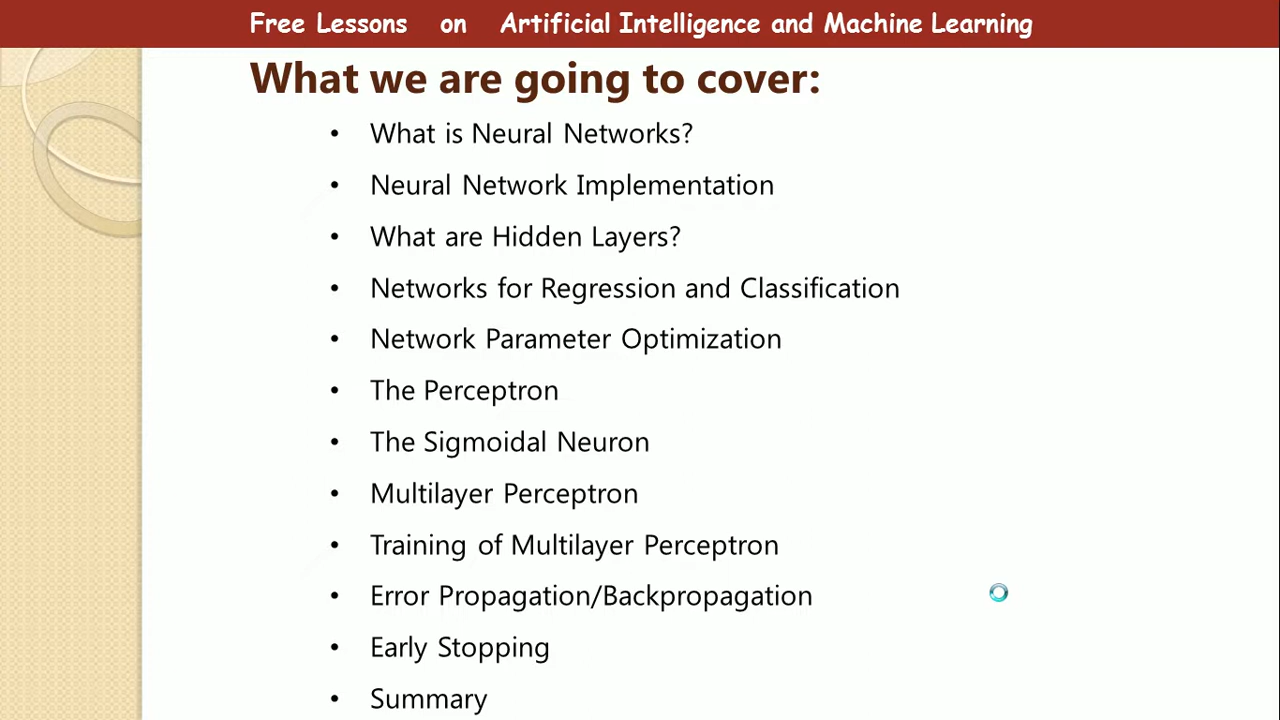 Free Lessons on Artificial Intelligence and Machine Learning
What we are going to cover:
• What is Neural Networks?
• Neural Network Implementation
• What are Hidden Layers?
• Networks for Regression and Classification
• Network Parameter Optimization
• The Perceptron
• The Sigmoidal Neuron
• Multilayer Perceptron
• Training of Multilayer Perceptron
• Error Propagation/Backpropagation
• Early Stopping
• Summary